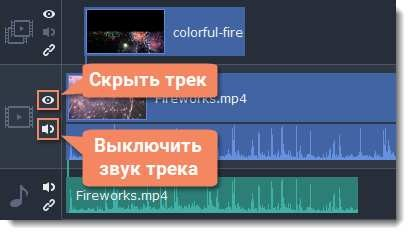 colorful-fire
Скрыть трек
Fireworks.mp4
Выключить
звук трека
Fireworks.mp4